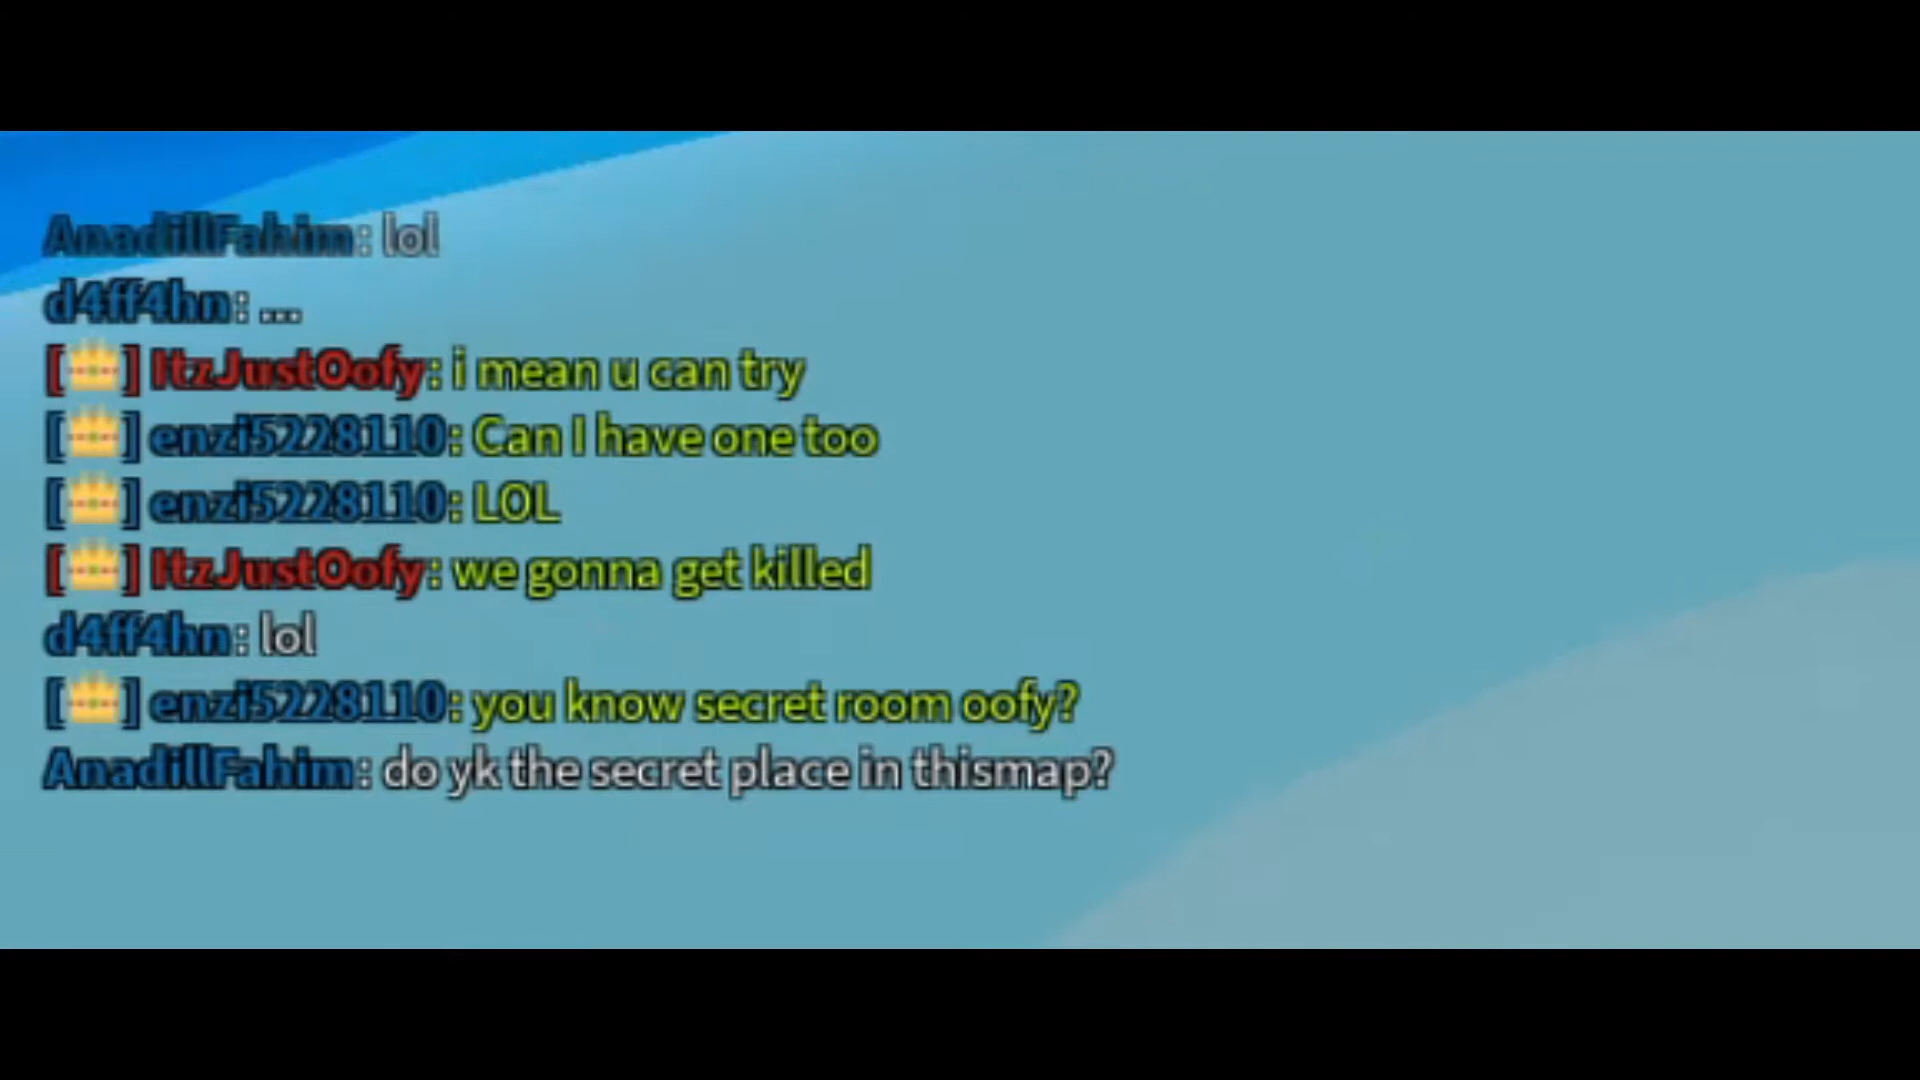 AnadillFahim: lol
d4ff4hn: ...
[👑] ItzJustOofy: i mean u can try
[👑] enzi5228110: Can I have one too
[👑] enzi5228110: LOL
[👑] ItzJustOofy: we gonna get killed
d4ff4hn: lol
[👑] enzi5228110: you know secret room oofy?
AnadillFahim: do yk the secret place in thismap?